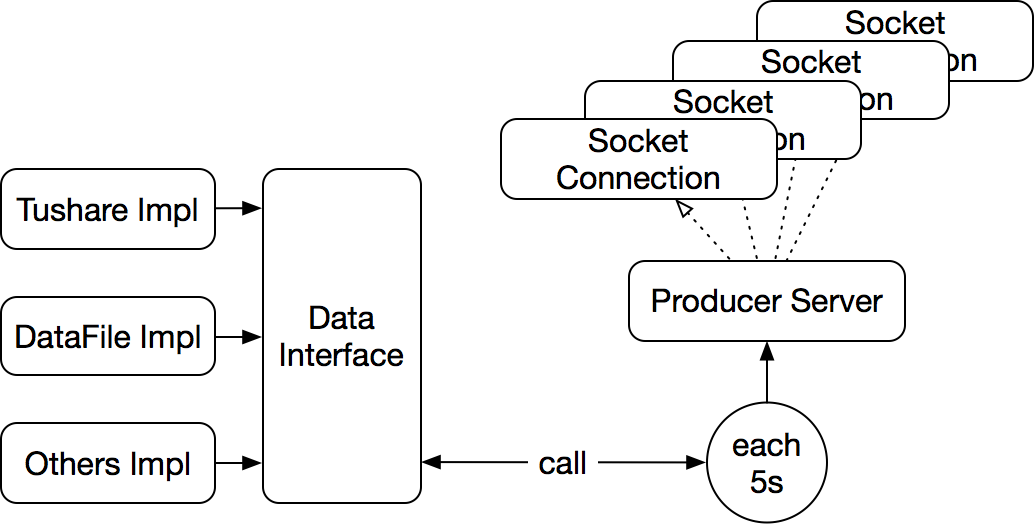 Socket
on
Socket
on
Socket
on
Socket
Connection
Tushare Impl
DataFile Impl
Others Impl
Data
Interface
Producer Server
call
each
5s